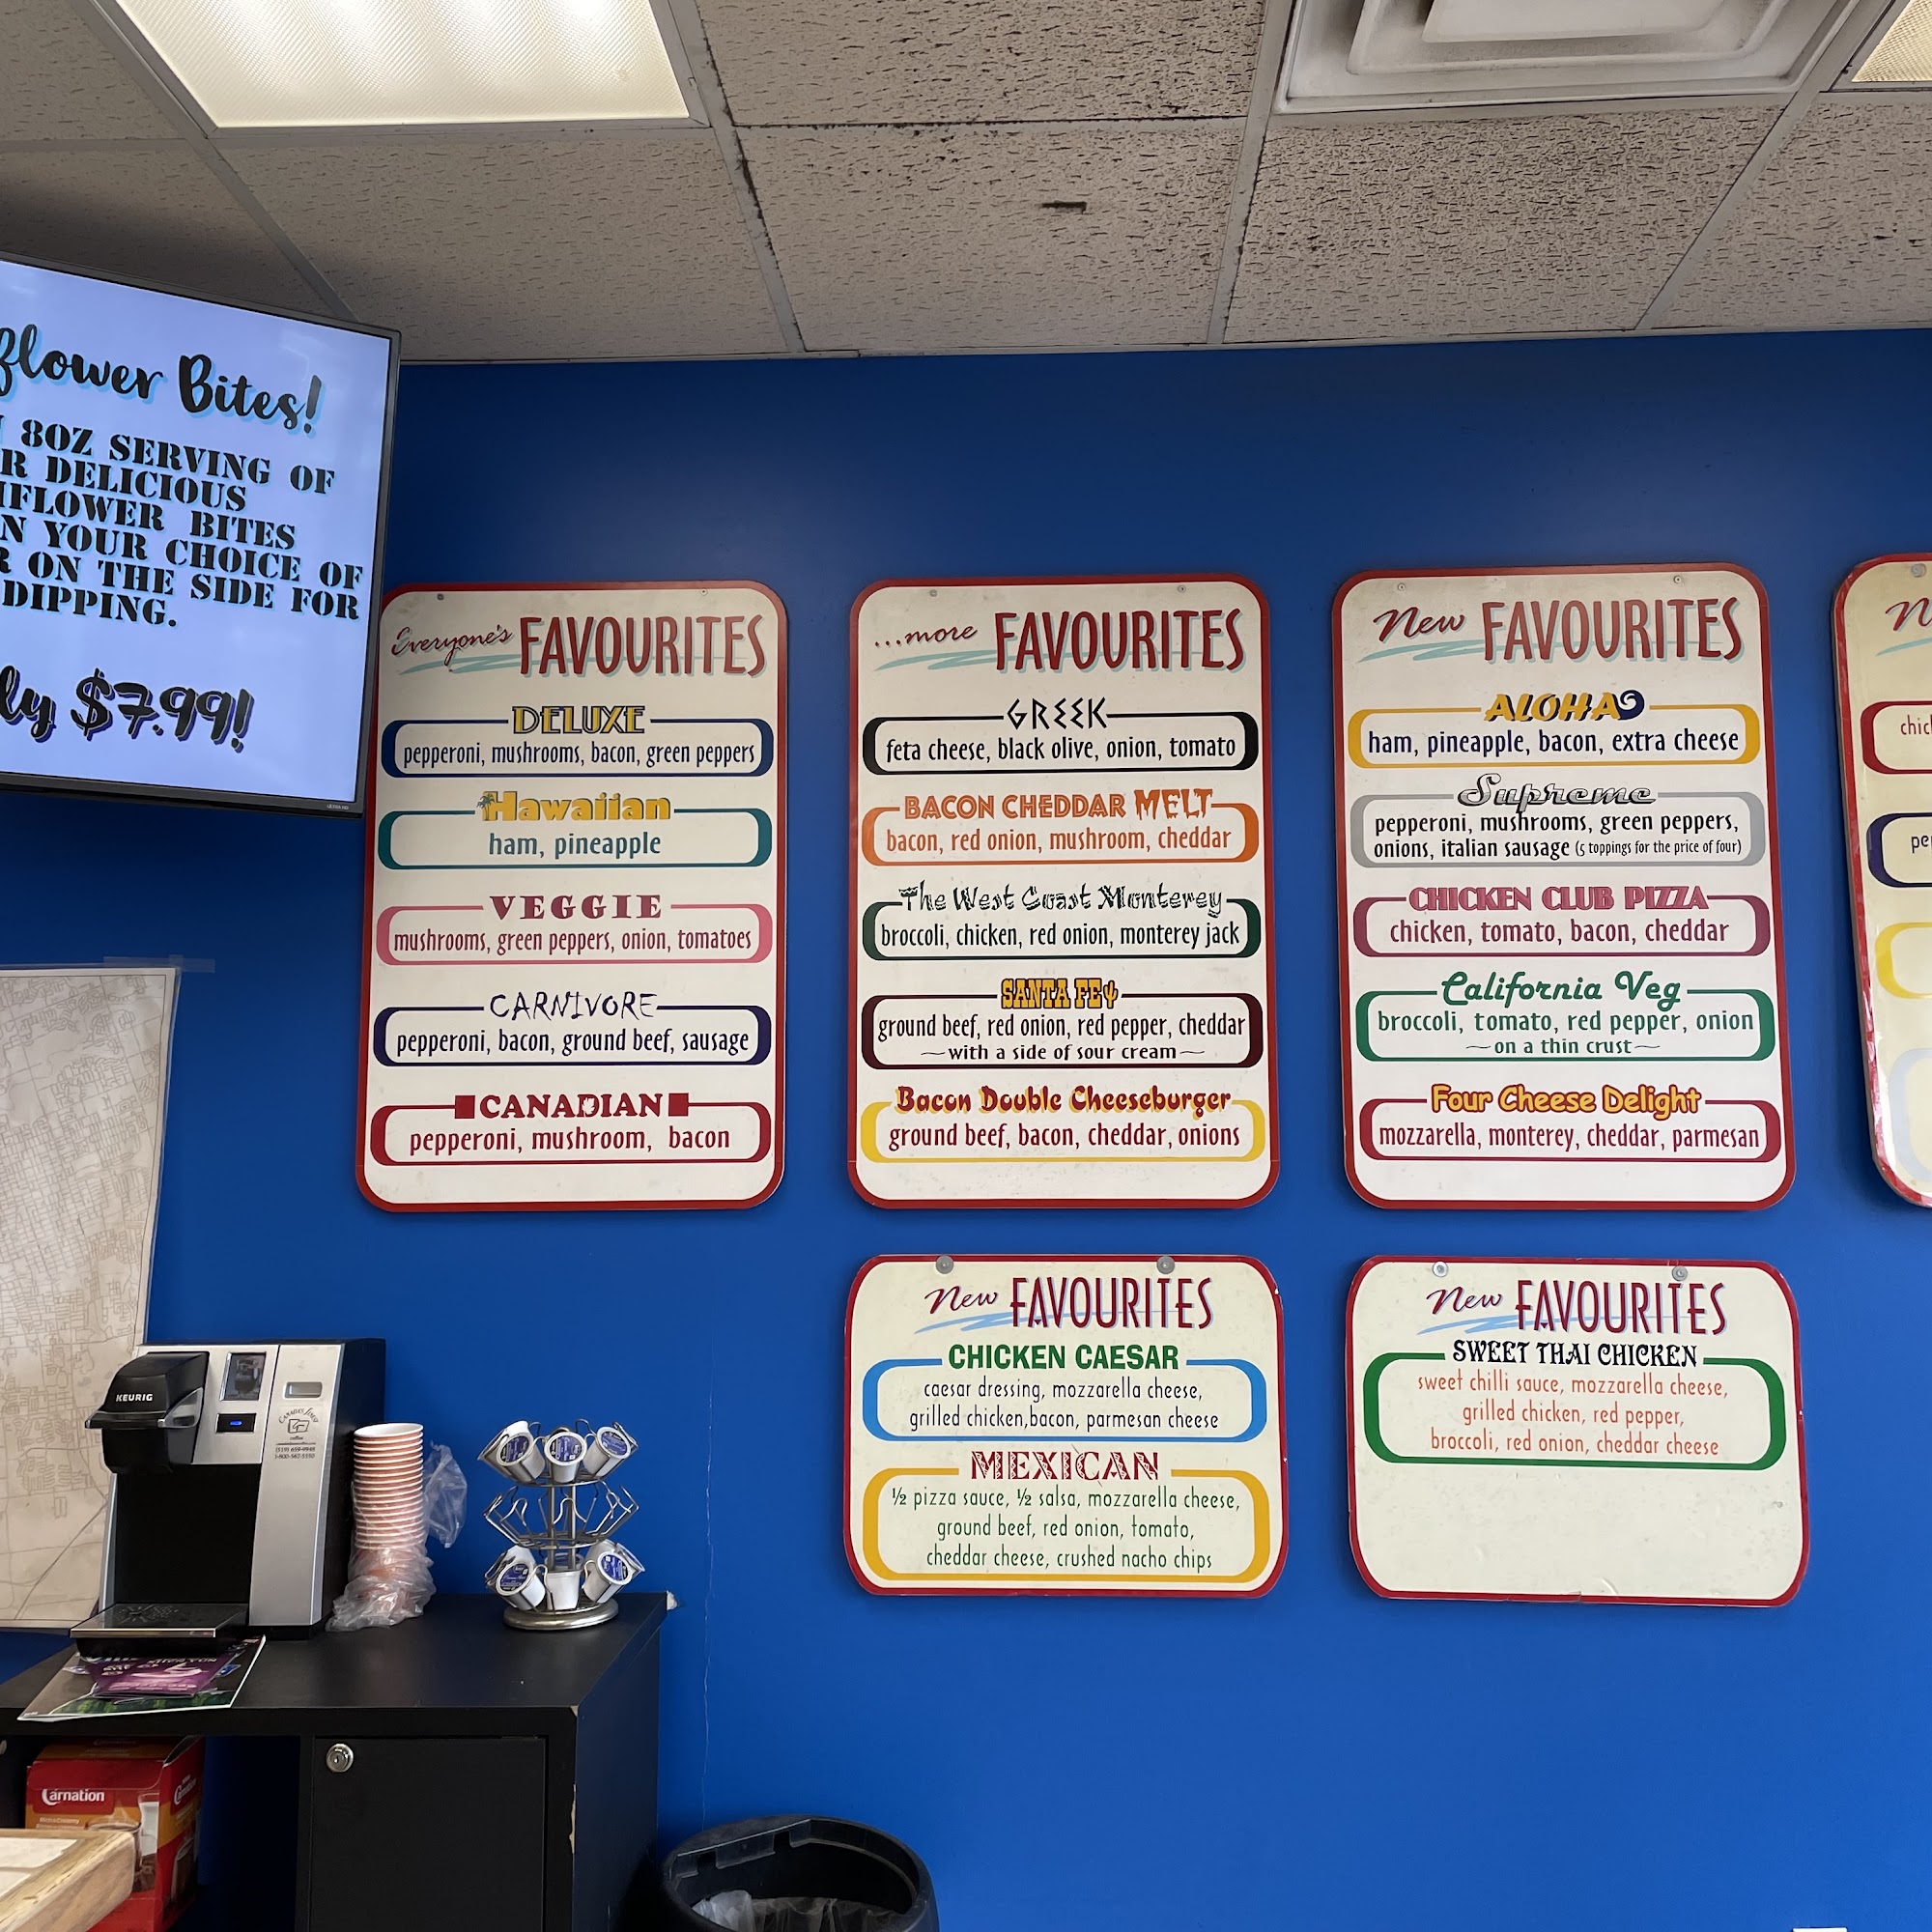 flower Bites!
8OZ SERVING OF
DELICIOUS
BITES
YOUR CHOICE OF
ON THE SIDE FOR
DIPPING.
$7.99!
Everyone's FAVOURITES
DELUXE
pepperoni, mushrooms, bacon, green peppers
Hawaiian
ham, pineapple
VEGGIE
mushrooms, green peppers, onion, tomatoes
CARNIVORE
pepperoni, bacon, ground beef, sausage
CANADIAN
pepperoni, mushroom, bacon
...more FAVOURITES
GREEK
feta cheese, black olive, onion, tomato
BACON CHEDDAR MELT
bacon, red onion, mushroom, cheddar
The West Coast Monterey
broccoli, chicken, red onion, monterey jack
SANTA FE
ground beef, red onion, red pepper, cheddar
with a side of sour cream
Bacon Double Cheeseburger
ground beef, bacon, cheddar, onions
New FAVOURITES
ALOHA
ham, pineapple, bacon, extra cheese
Supreme
pepperoni, mushrooms, green peppers,
onions, italian sausage (5 toppings for the price of four)
CHICKEN CLUB PIZZA
chicken, tomato, bacon, cheddar
California Veg
broccoli, tomato, red pepper, onion
on a thin crust
Four Cheese Delight
mozzarella, monterey, cheddar, parmesan
New FAVOURITES
CHICKEN CAESAR
caesar dressing, mozzarella cheese,
grilled chicken,bacon, parmesan cheese
MEXICAN
½ pizza sauce, ½ salsa, mozzarella cheese,
ground beef, red onion, tomato,
cheddar cheese, crushed nacho chips
New FAVOURITES
SWEET THAI CHICKEN
sweet chilli sauce, mozzarella cheese,
grilled chicken, red pepper,
broccoli, red onion, cheddar cheese
KEURIG
Carnation